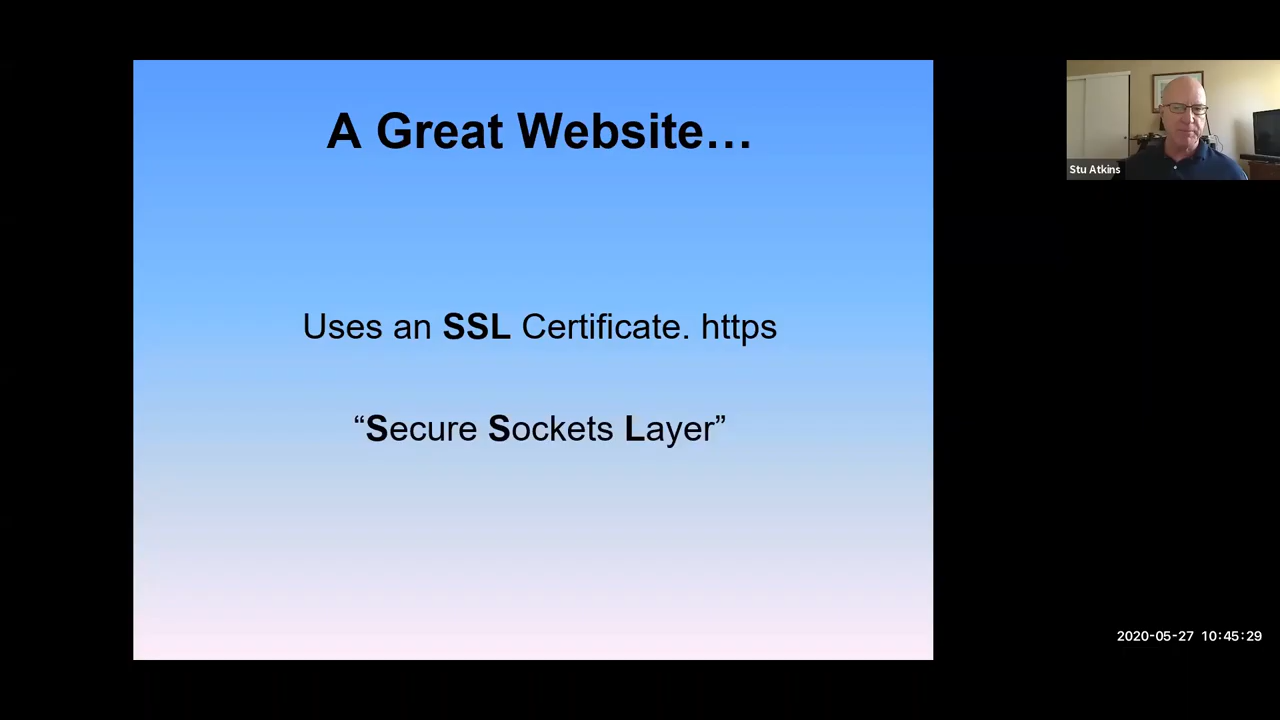 A Great Website…
Uses an SSL Certificate. https
“Secure Sockets Layer”
Stu Atkins
2020-05-27 10:45:29